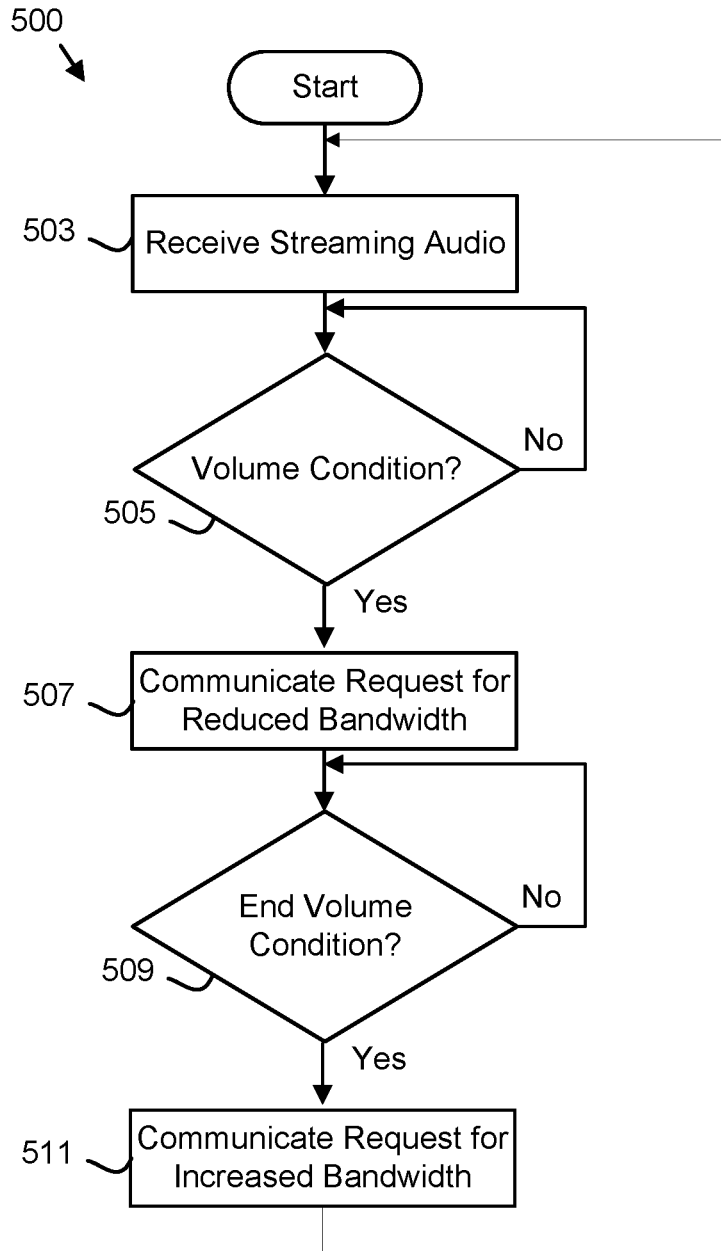 500
Start
503
Receive Streaming Audio
No
Volume Condition?
505
Yes
Communicate Request for
507
Reduced Bandwidth
No
End Volume
Condition?
509
Yes
Communicate Request for
511
Increased Bandwidth